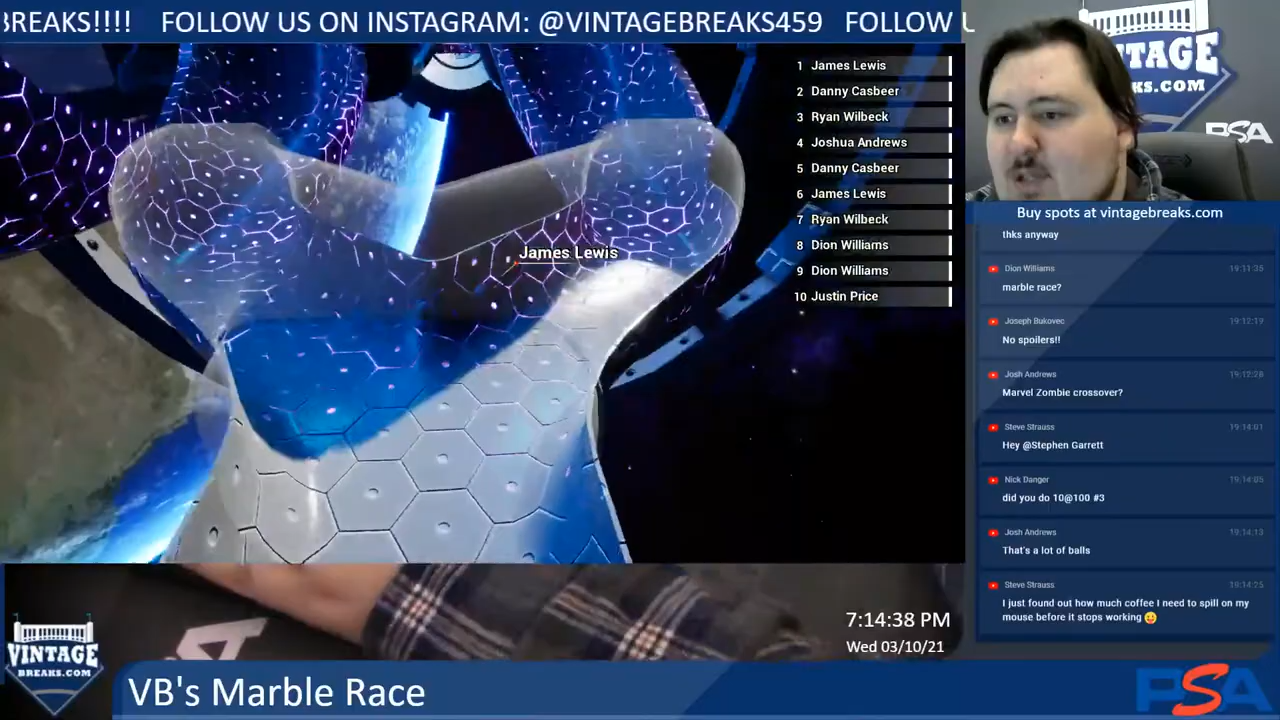 BREAKS!!!! FOLLOW US ON INSTAGRAM: @VINTAGEBREAKS459 FOLLOW
1 James Lewis
2 Danny Casbeer
3 Ryan Wilbeck
4 Joshua Andrews
5 Danny Casbeer
6 James Lewis
7 Ryan Wilbeck
8 Dion Williams
9 Dion Williams
10 Justin Price
James Lewis
VINTAGE
KS.COM
PSA
Buy spots at vintagebreaks.com
thks anyway
Dion Williams 19:11:35
marble race?
Joseph Bukovec 19:12:19
No spoilers!!
Josh Andrews 19:12:28
Marvel Zombie crossover?
Steve Strauss 19:14:01
Hey @Stephen Garrett
Nick Danger 19:14:05
did you do 10@100 #3
Josh Andrews 19:14:13
That's a lot of balls
Steve Strauss 19:14:25
I just found out how much coffee I need to spill on my
mouse before it stops working 😛
7:14:38 PM
Wed 03/10/21
VINTAGE
BREAKS.COM
VB's Marble Race
PSA